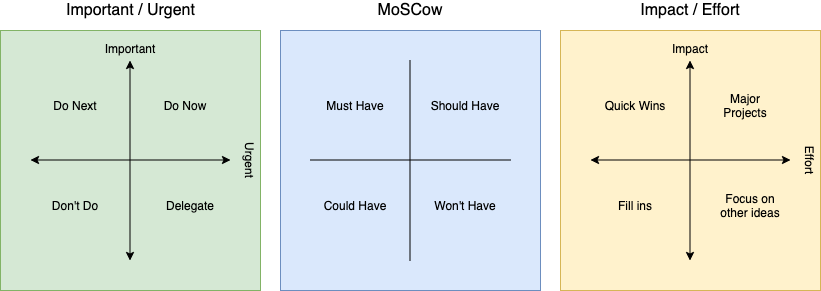 Important / Urgent
Important
Do Next
Do Now
Urgent
Don't Do
Delegate
MoSCow
Must Have
Should Have
Could Have
Won't Have
Impact / Effort
Impact
Quick Wins
Major
Projects
Effort
Fill ins
Focus on
other ideas